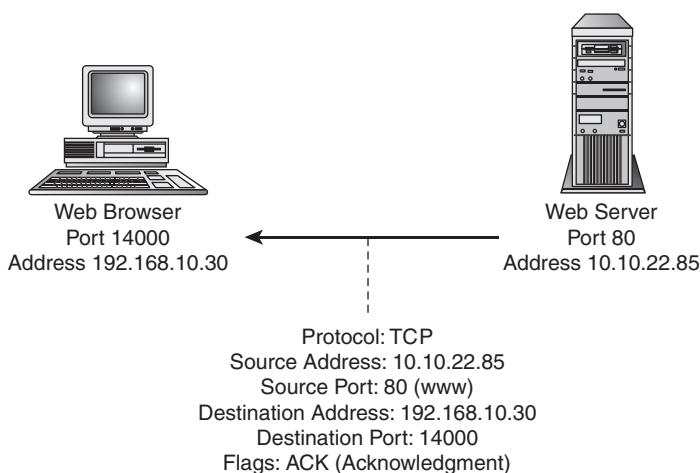 Web Browser
Port 14000
Address 192.168.10.30
Web Server
Port 80
Address 10.10.22.85
Protocol: TCP
Source Address: 10.10.22.85
Source Port: 80 (www)
Destination Address: 192.168.10.30
Destination Port: 14000
Flags: ACK (Acknowledgment)